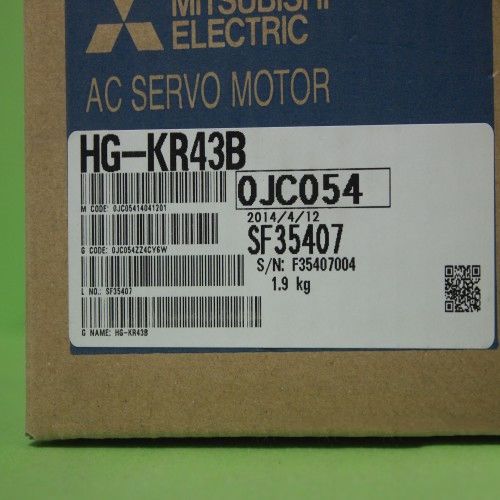 MITSUBISHI
ELECTRIC
AC SERVO MOTOR
HG-KR43B
0JC054
M CODE: 0JC05414041201
2014/4/12
SF35407
G CODE: 0JC054ZZ4CY6W
S/N: F35407004
1.9 kg
L NO.: SF35407
G NAME: HG-KR43B